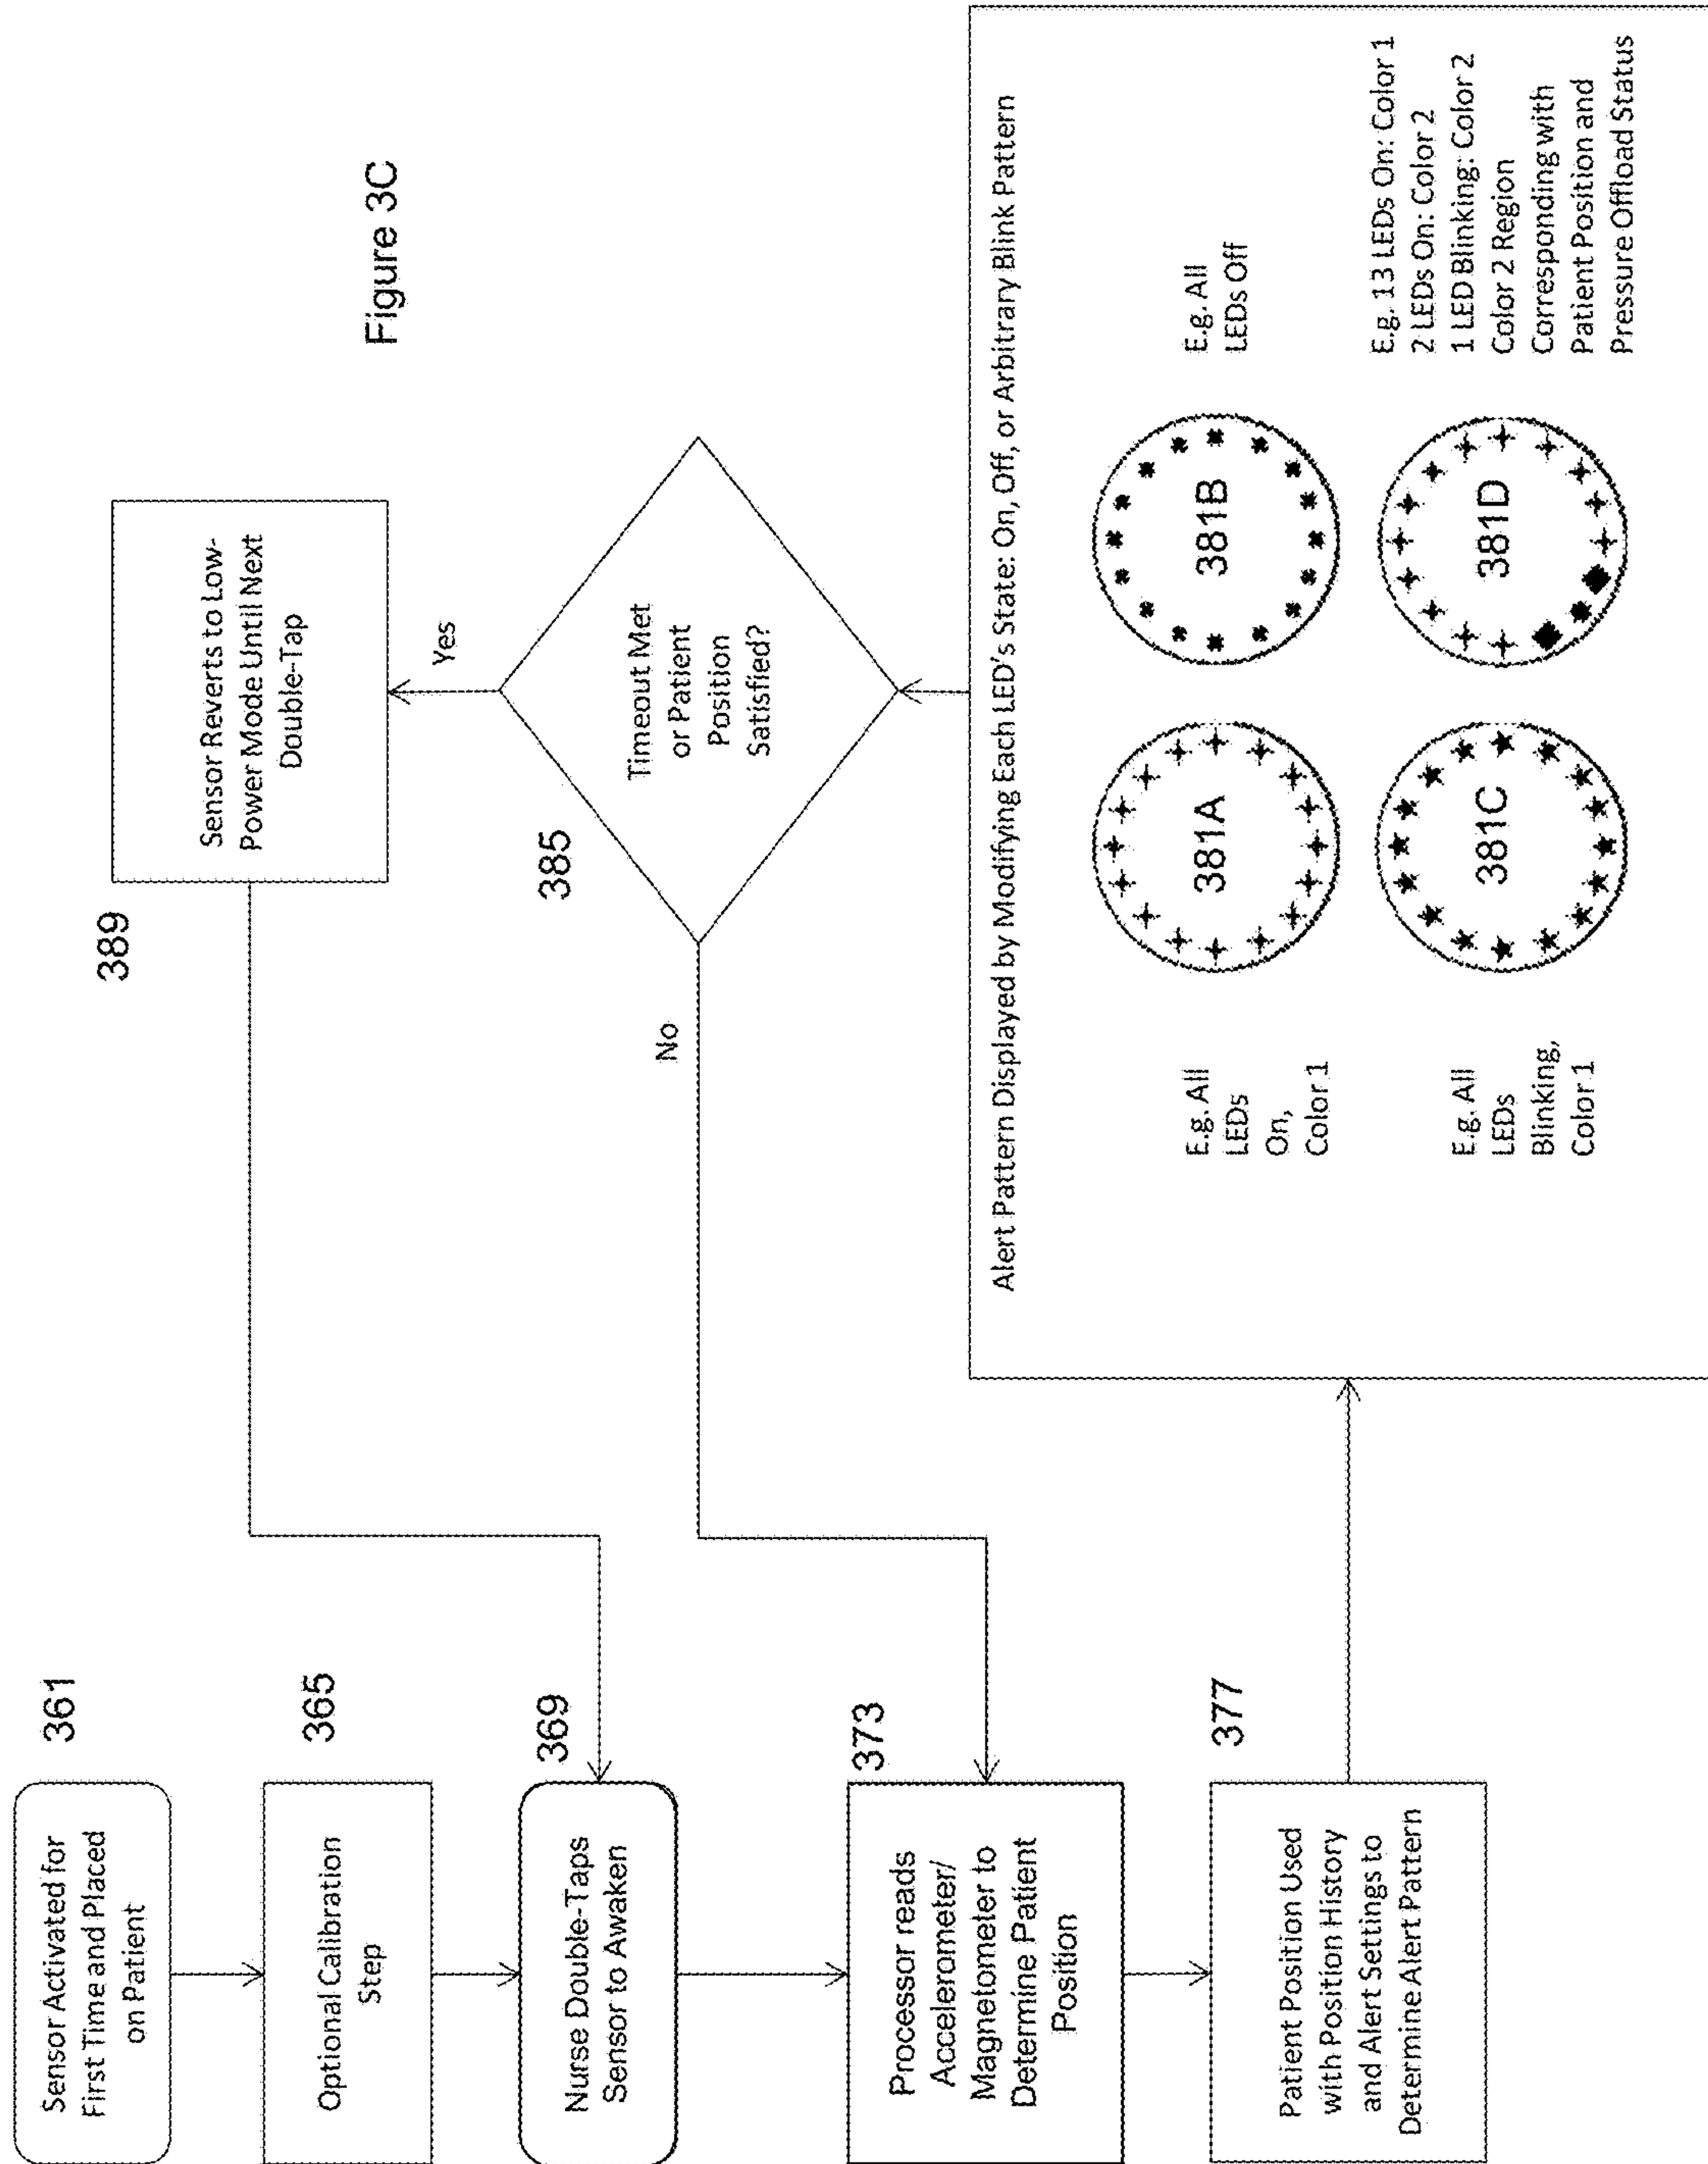 Sensor Activated for
First Time and Placed
on Patient
361
Optional Calibration
Step
365
Nurse Double-Taps
Sensor to Awaken
369
Processor reads
Accelerometer/
Magnetometer to
Determine Patient
Position
373
Patient Position Used
with Position History
and Alert Settings to
Determine Alert Pattern
377
389
Sensor Reverts to Low-
Power Mode Until Next
Double-Tap
Yes
385
Timeout Met
or Patient
Position
Satisfied?
No
Figure 3C
Alert Pattern Displayed by Modifying Each LED's State: On, Off, or Arbitrary Blink Pattern
E.g. All
LEDs
On,
Color 1
381A
381B
E.g. All
LEDs Off
E.g. All
LEDs
Blinking,
Color 1
381C
381D
E.g. 13 LEDs On: Color 1
2 LEDs On: Color 2
1 LED Blinking: Color 2
Color 2 Region
Corresponding with
Patient Position and
Pressure Offload Status